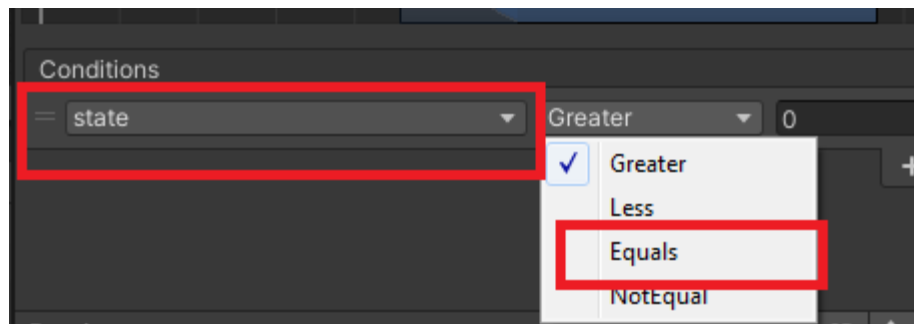 Conditions
state Greater 0
Greater
Less
Equals
NotEqual